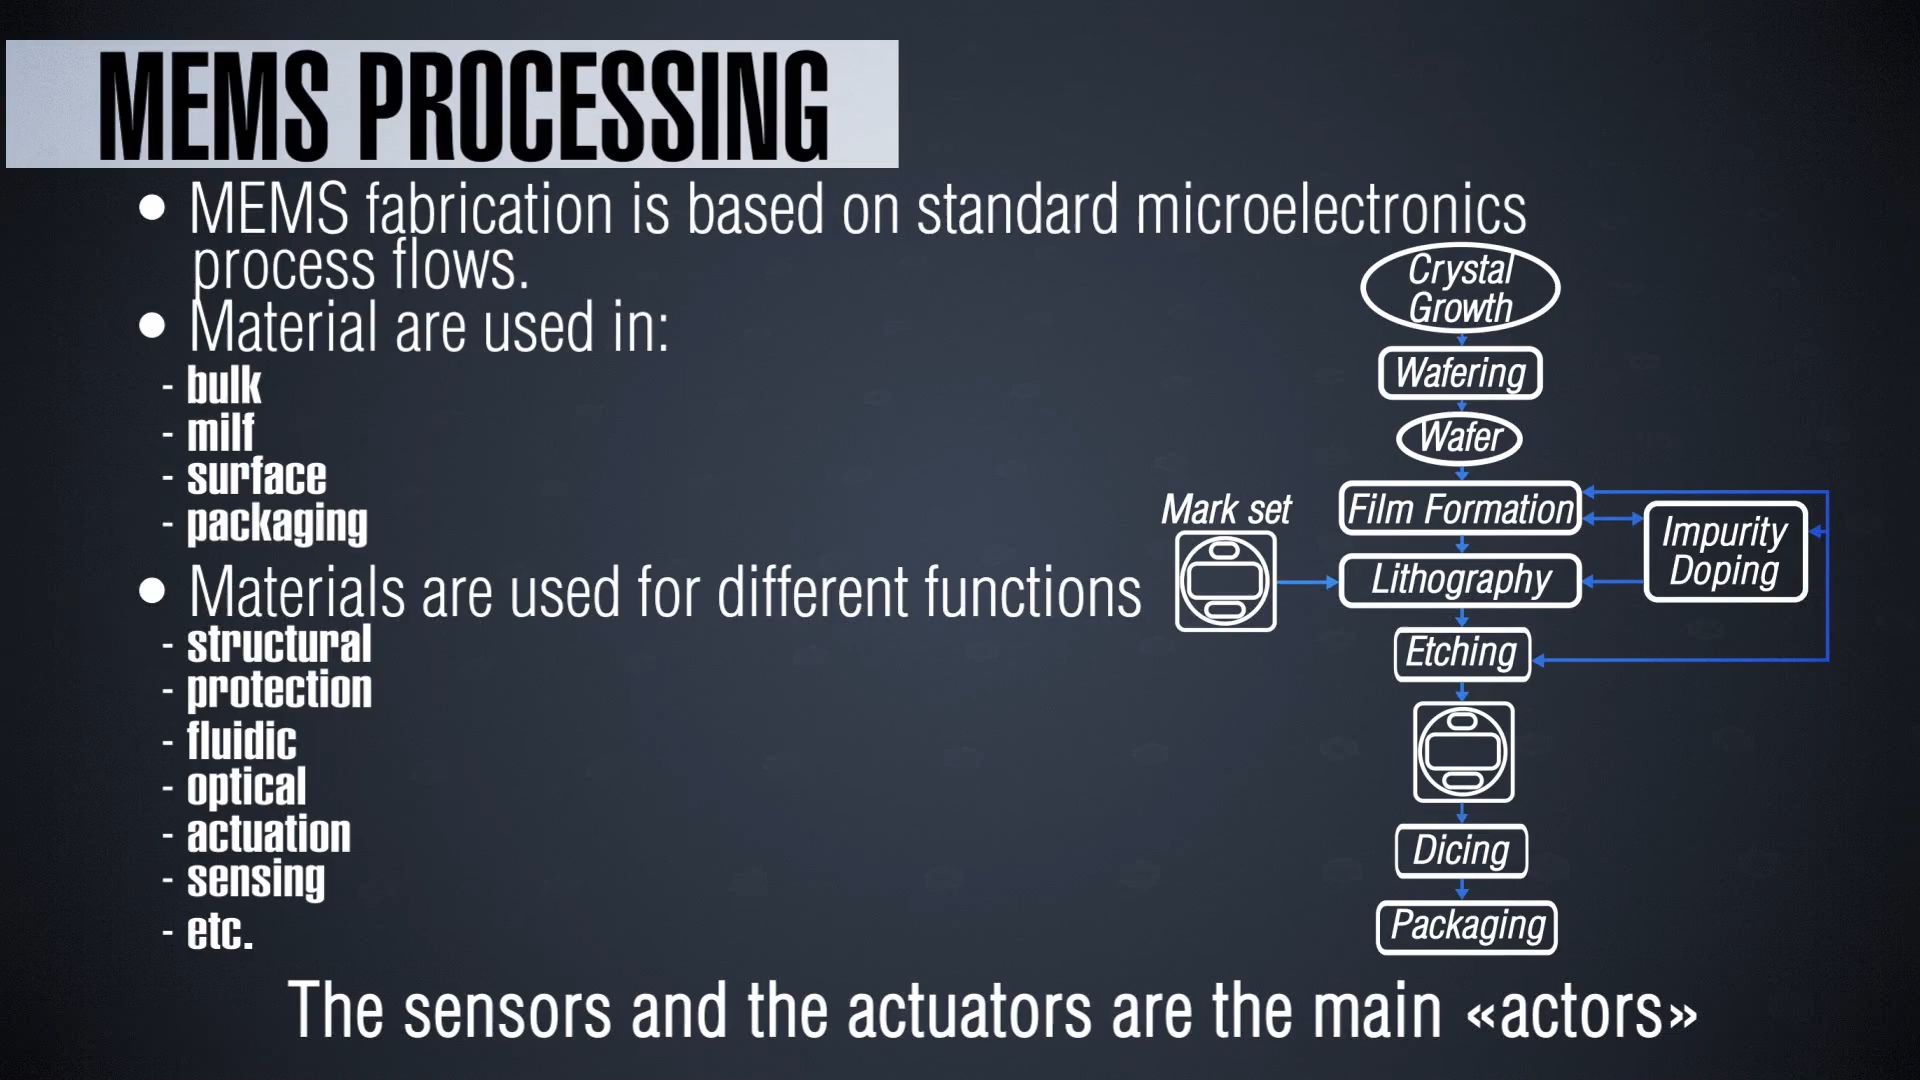 MEMS PROCESSING
• MEMS fabrication is based on standard microelectronics
process flows.
• Material are used in:
- bulk
- milf
- surface
- packaging
• Materials are used for different functions
- structural
- protection
- fluidic
- optical
- actuation
- sensing
- etc.
Crystal
Growth
Wafering
Wafer
Film Formation
Impurity
Doping
Mark set
Lithography
Etching
Dicing
Packaging
The sensors and the actuators are the main «actors»